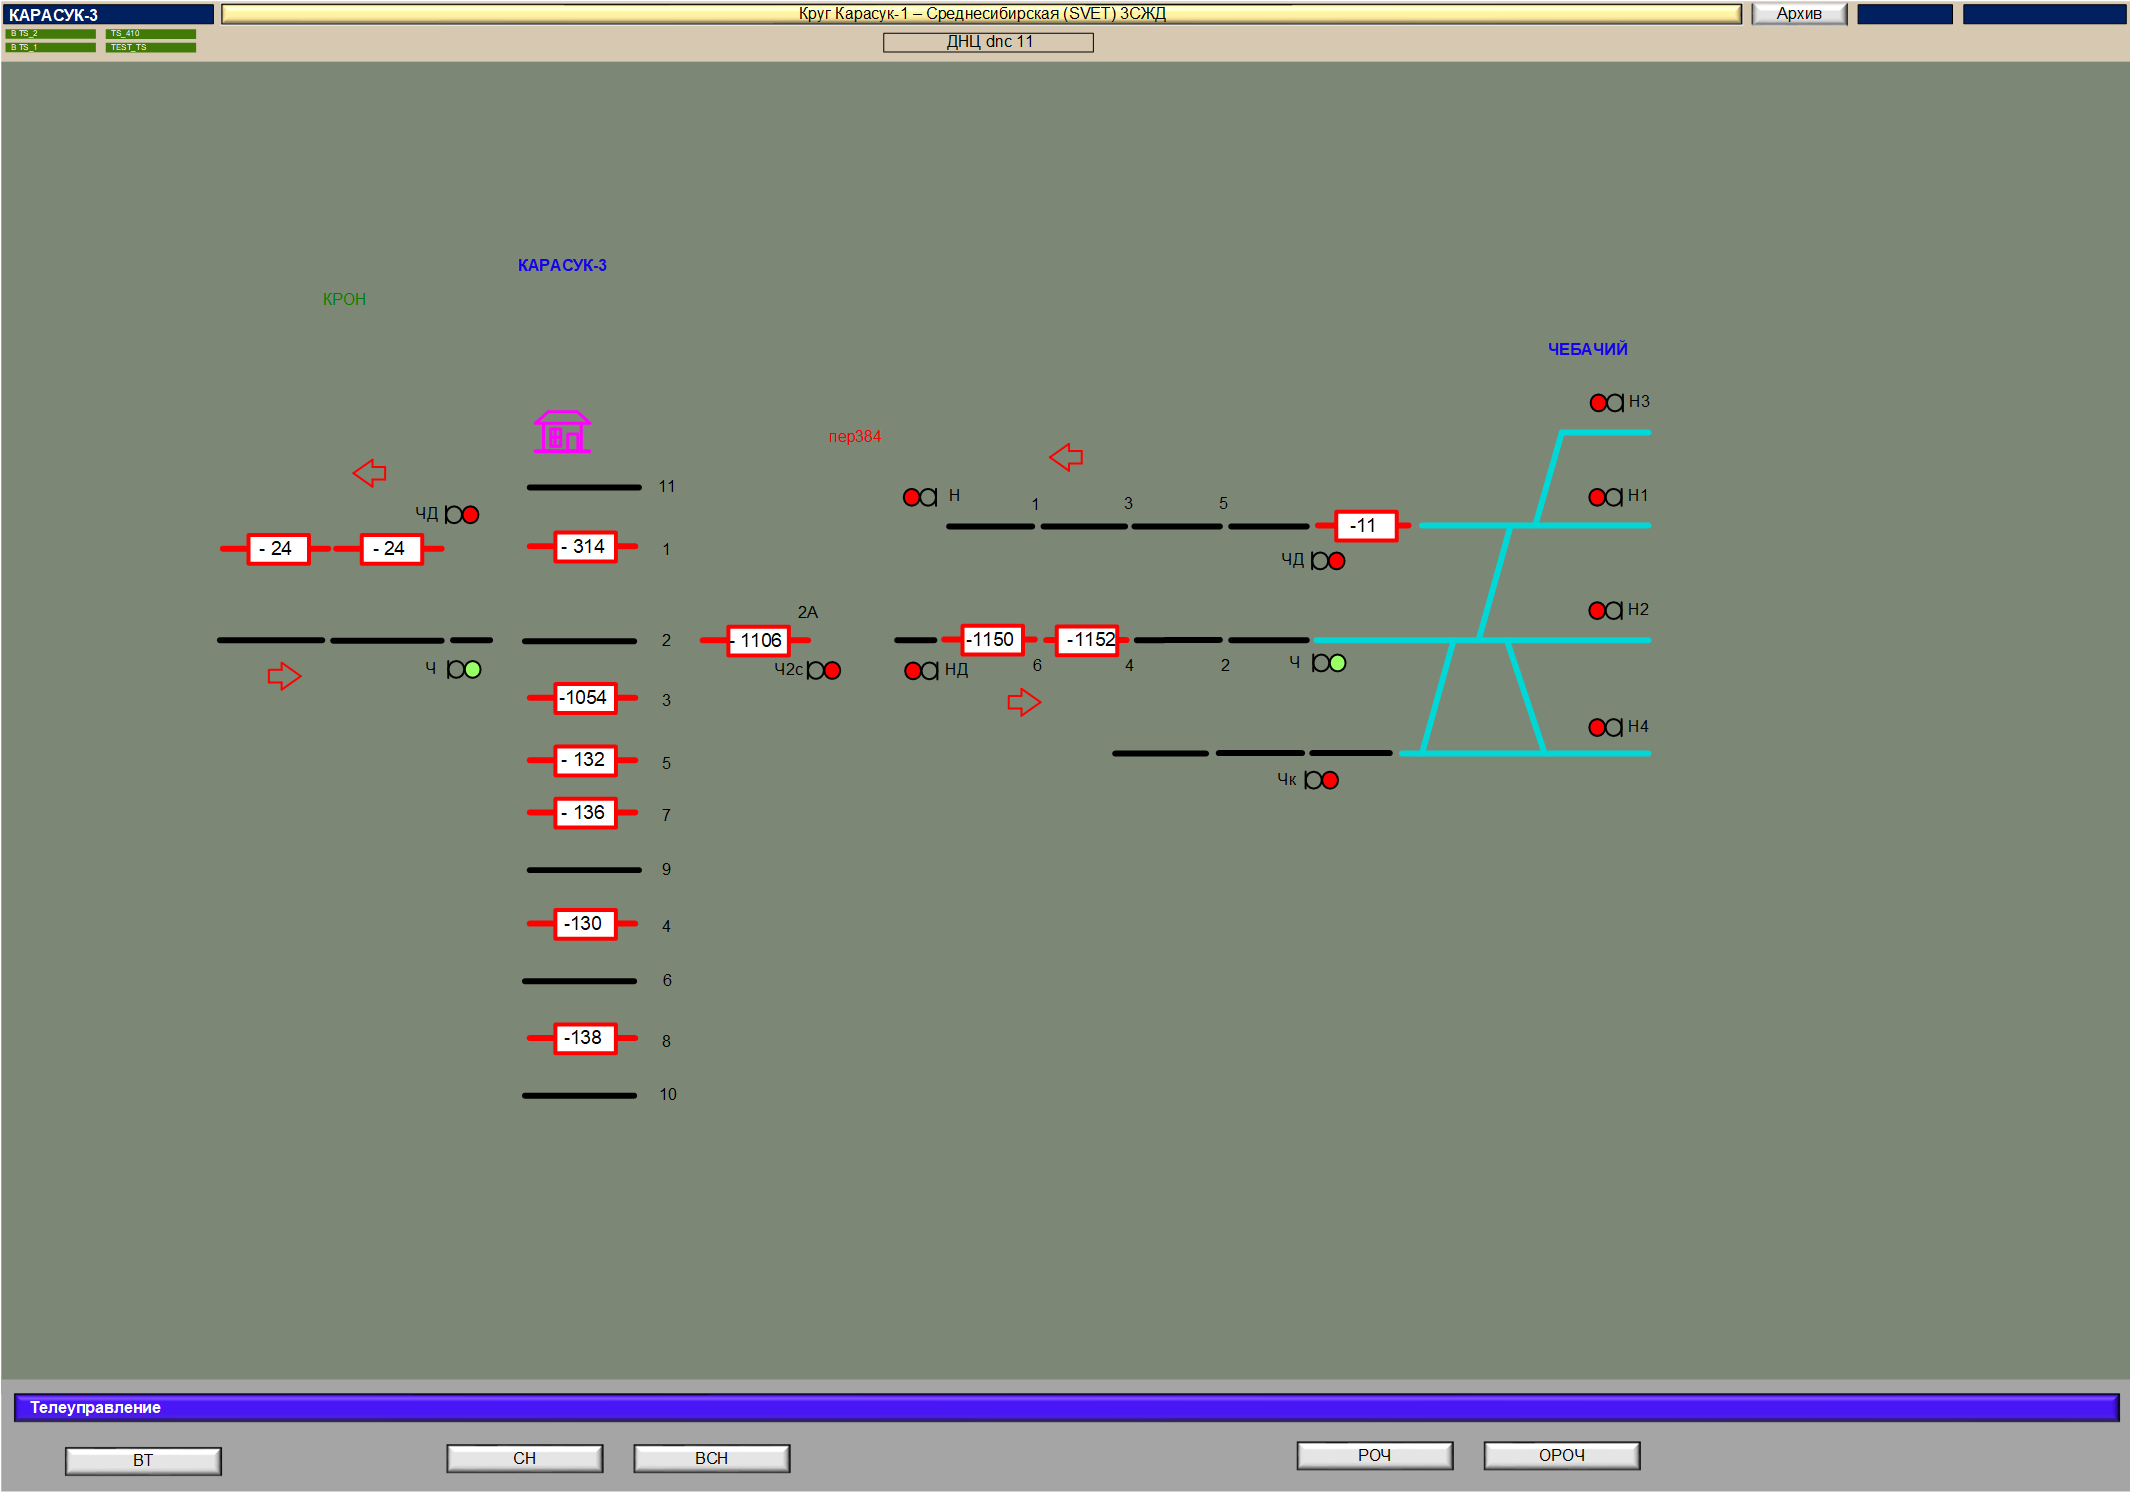 КАРАСУК-3
Круг Карасук-1 – Среднесибирская (SVET) ЗСЖД
Архив
В TS_2
TS_410
В TS_1
TEST_TS
ДНЦ dnc 11
КАРАСУК-3
КРОН
ЧЕБАЧИЙ
Н3
пер384
11
Н
1
3
5
Н1
ЧД
- 24
- 24
- 314
1
-11
ЧД
2А
Н2
2
- 1106
-1150
-1152
Ч
Ч2с
НД
6
4
2
Ч
-1054
3
Н4
- 132
5
Чк
- 136
7
9
-130
4
6
-138
8
10
Телеуправление
ВТ
СН
ВСН
РОЧ
ОРОЧ